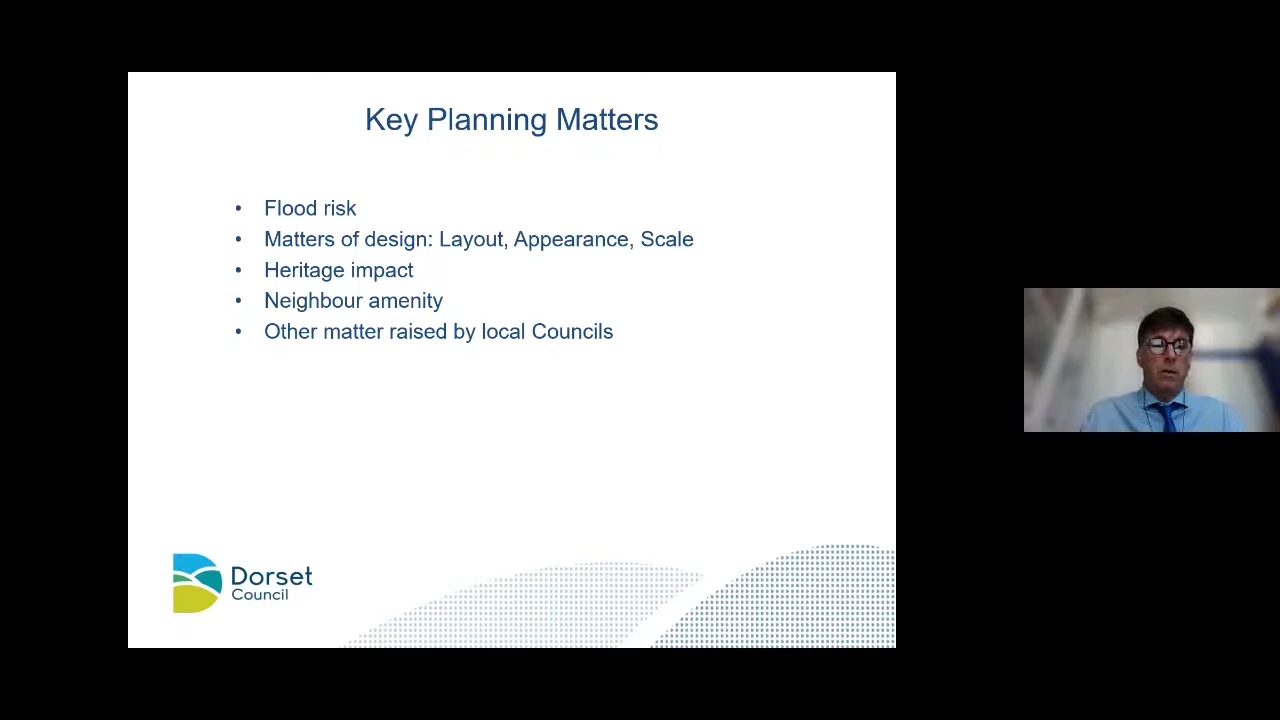 Key Planning Matters
• Flood risk
• Matters of design: Layout, Appearance, Scale
• Heritage impact
• Neighbour amenity
• Other matter raised by local Councils
Dorset
Council